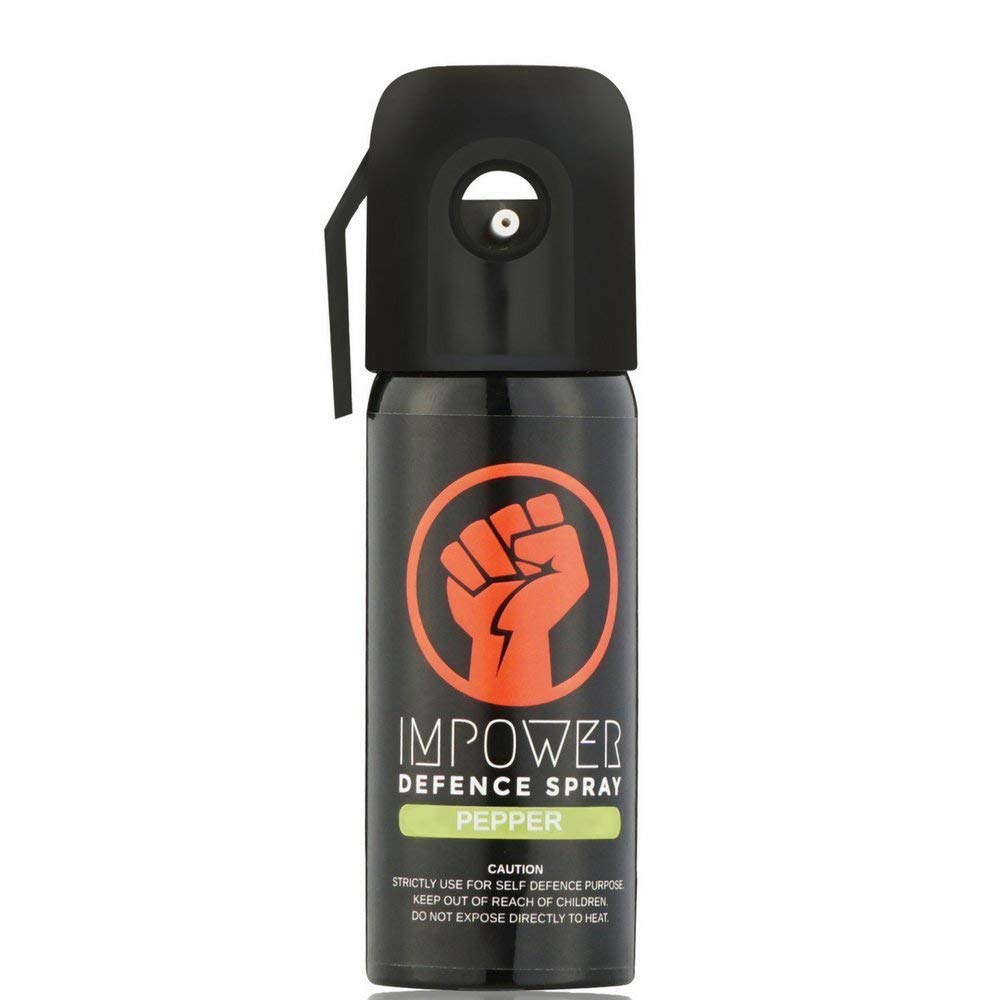 IMPOWER
DEFENCE SPRAY
PEPPER
CAUTION
STRICTLY USE FOR SELF DEFENCE PURPOSE.
KEEP OUT OF REACH OF CHILDREN.
DO NOT EXPOSE DIRECTLY TO HEAT.